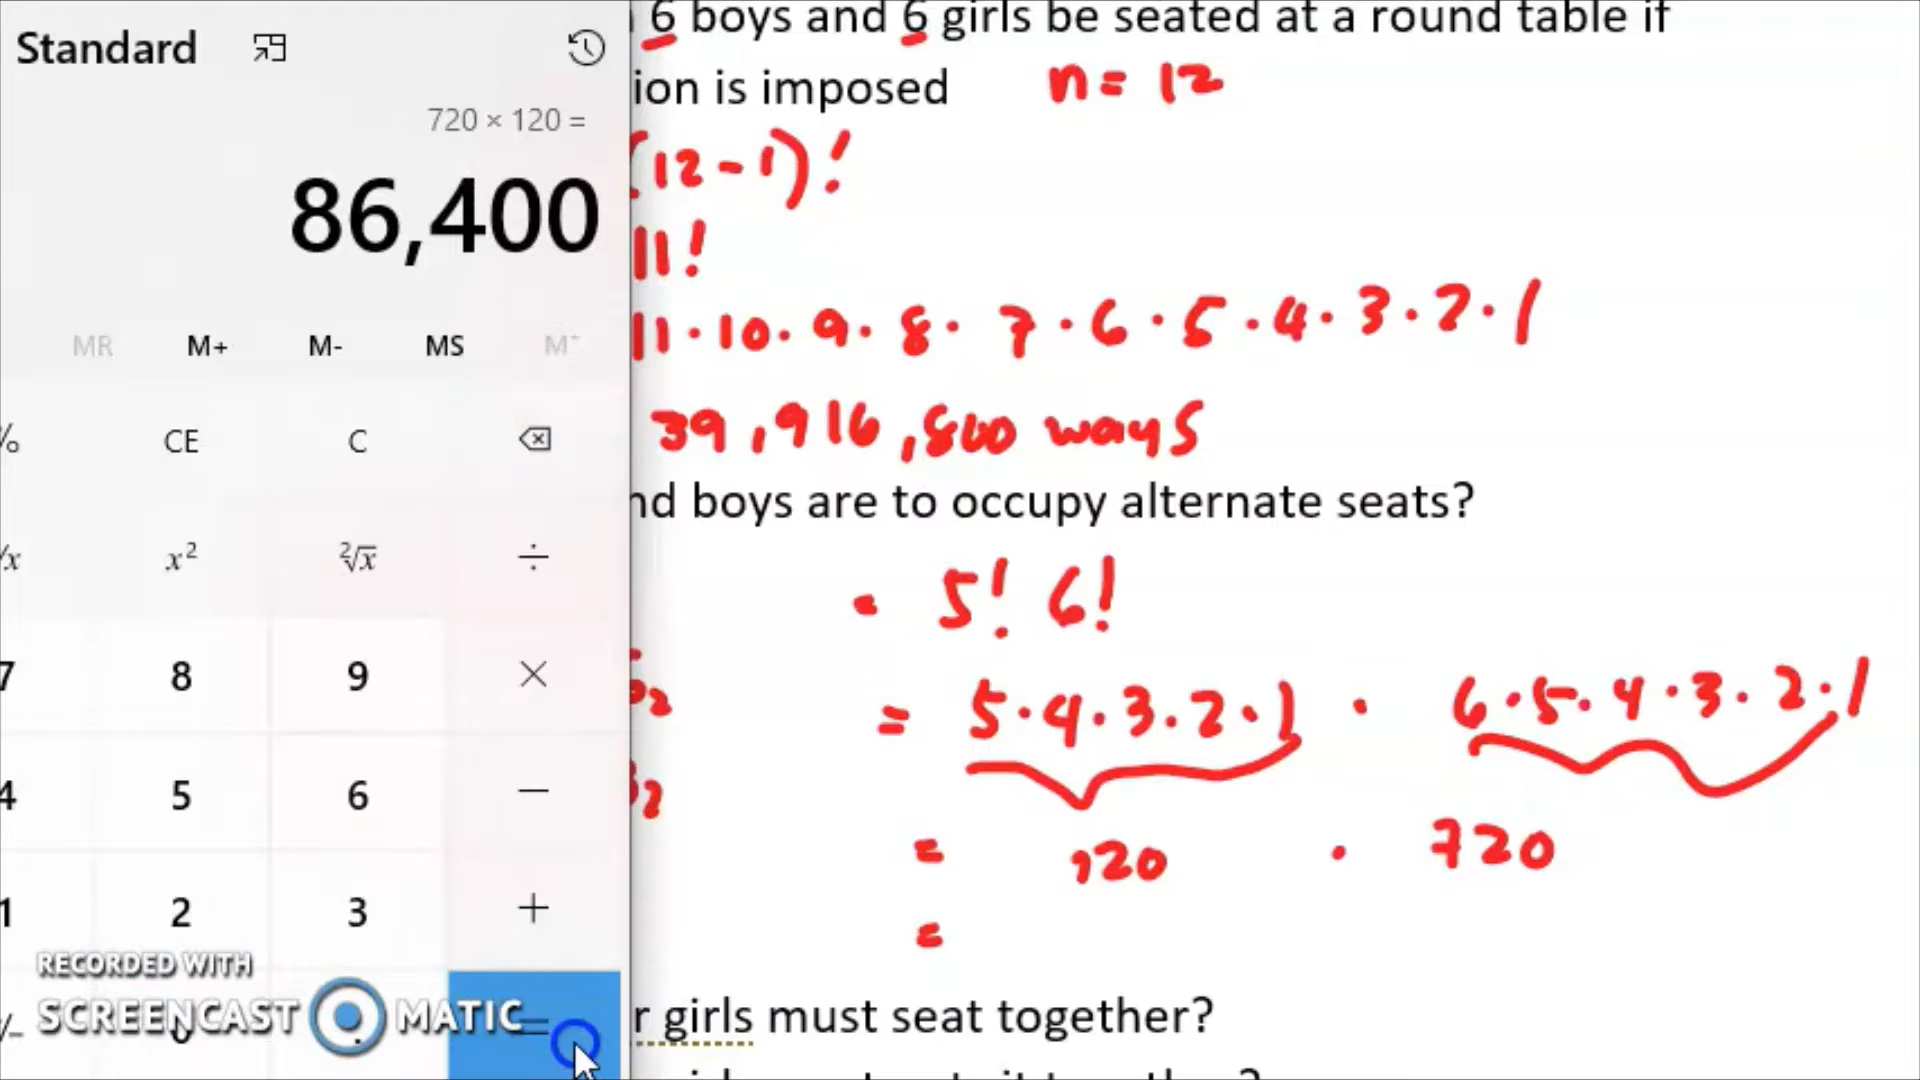 Standard
720 × 120 =
86,400
MR M+ M- MS M
% CE C
x² ²√x ÷
7 8 9 ×
4 5 6 −
1 2 3 +
0 . =
RECORDED WITH
SCREENCAST MATIC
6 boys and 6 girls be seated at a round table if
ion is imposed n = 12
(12-1)!
11!
11·10·9·8·7·6·5·4·3·2·1
39,916,800 ways
nd boys are to occupy alternate seats?
= 5! 6!
= 5·4·3·2·1 · 6·5·4·3·2·1
= 120 · 720
=
r girls must seat together?